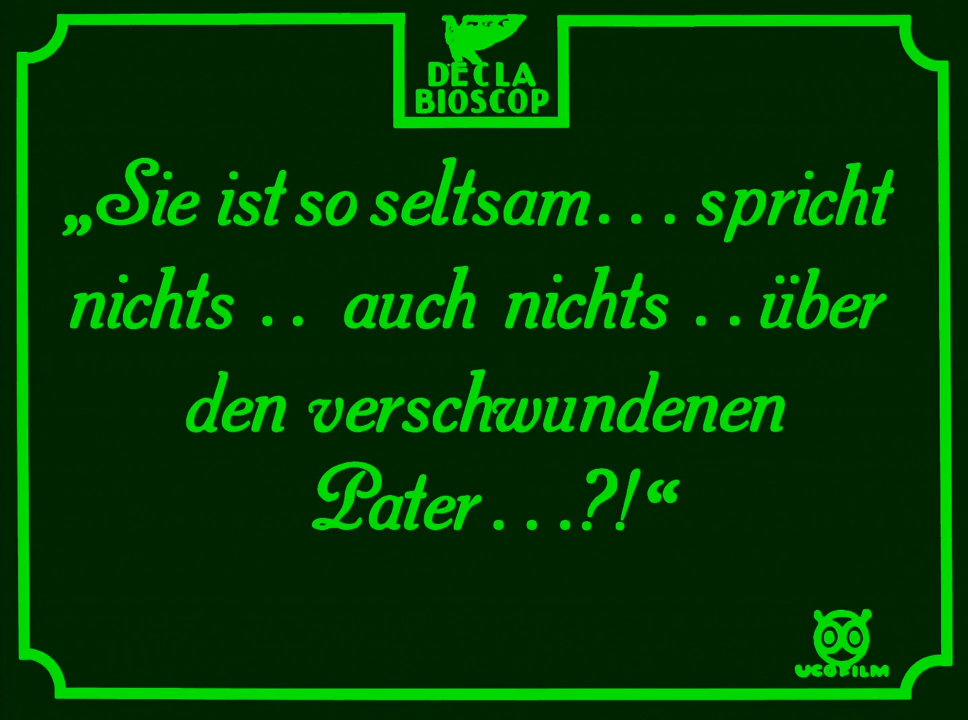 DECLA
BIOSCOP
„Sie ist so seltsam... spricht
nichts .. auch nichts .. über
den verschwundenen
Pater...?!“
UCOFILM